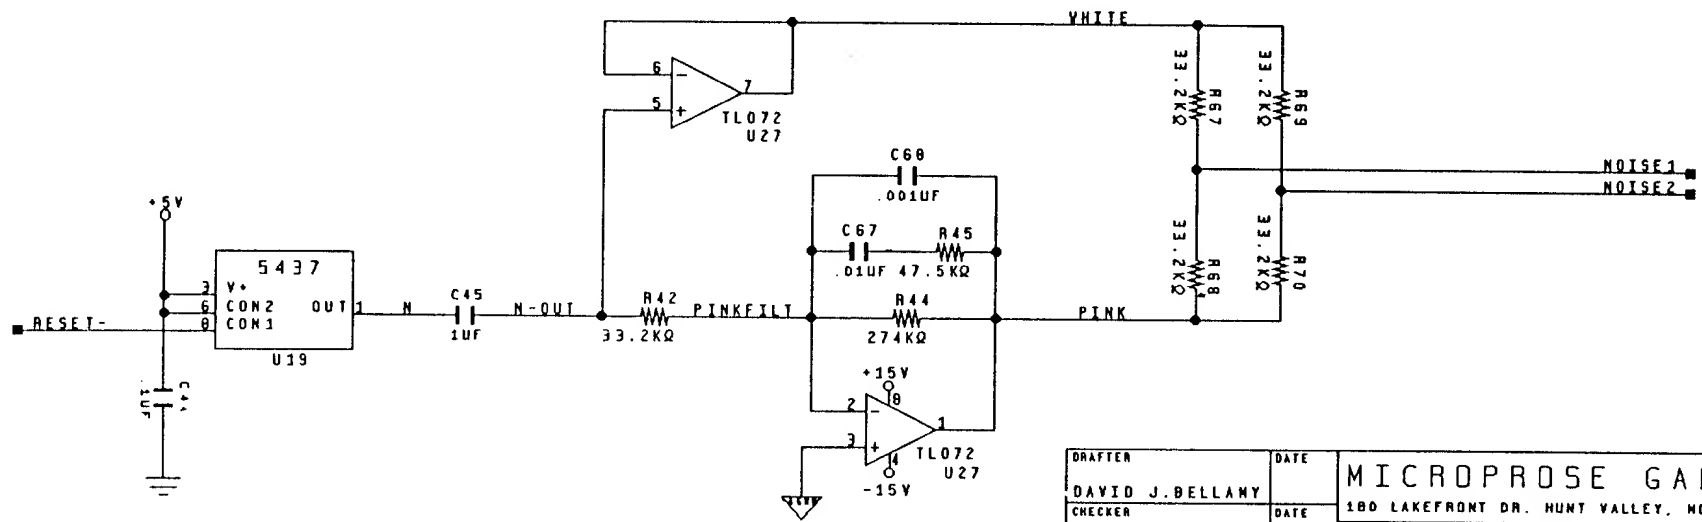 WHITE
6
7
5
TL072
U27
33.2KΩ
R67
33.2KΩ
R69
C68
.001UF
NOISE1
NOISE2
+5V
C67
R45
.01UF 47.5KΩ
33.2KΩ
R68
33.2KΩ
R70
5437
3 V+
6 CON2
8 CON1
OUT 1
U19
RESET-
N
C45
1UF
N-OUT
R42
33.2KΩ
PINKFILT
R44
274KΩ
PINK
+15V
8
2
1
3
4
TL072
U27
-15V
C44
.1UF
DRAFTER
DATE
DAVID J.BELLAMY
CHECKER
DATE
MICROPROSE GA
180 LAKEFRONT DR. HUNT VALLEY,